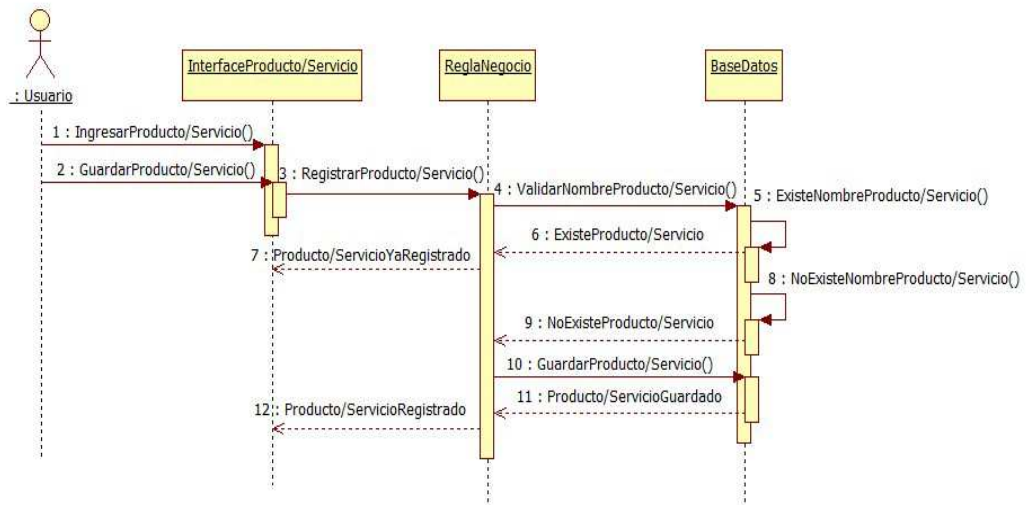 InterfaceProducto/Servicio
ReglaNegocio
BaseDatos
: Usuario
1 : IngresarProducto/Servicio()
2 : GuardarProducto/Servicio()
3 : RegistrarProducto/Servicio()
4 : ValidarNombreProducto/Servicio()
5 : ExisteNombreProducto/Servicio()
6 : ExisteProducto/Servicio
7 : Producto/ServicioYaRegistrado
8 : NoExisteNombreProducto/Servicio()
9 : NoExisteProducto/Servicio
10 : GuardarProducto/Servicio()
11 : Producto/ServicioGuardado
12 : Producto/ServicioRegistrado